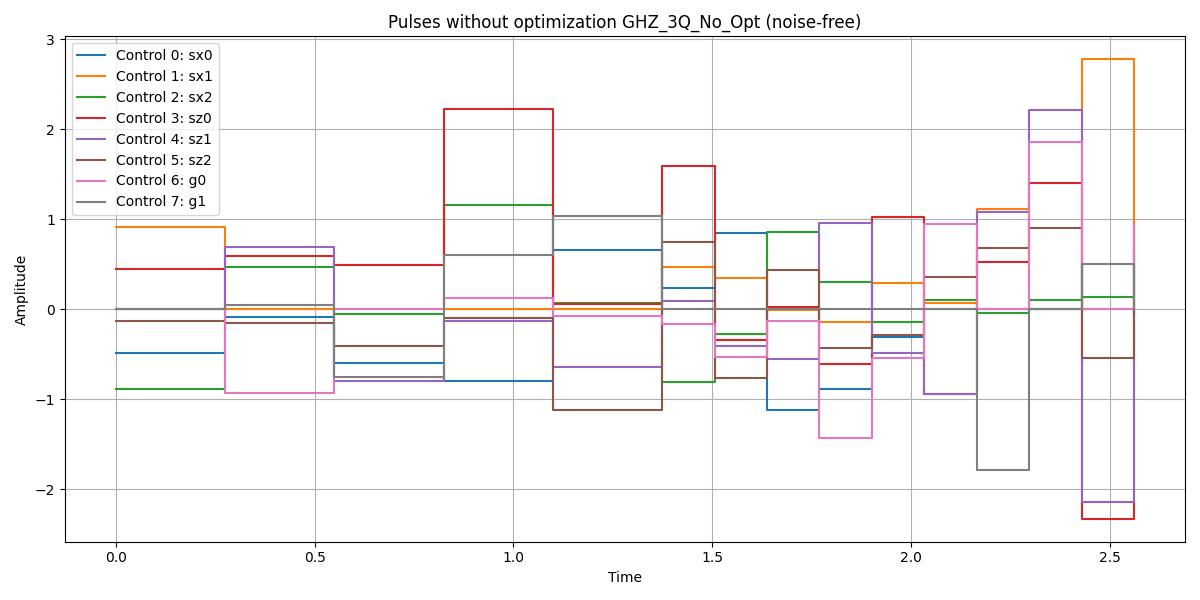 Pulses without optimization GHZ_3Q_No_Opt (noise-free)
3
2
1
0
−1
−2
Amplitude
Control 0: sx0
Control 1: sx1
Control 2: sx2
Control 3: sz0
Control 4: sz1
Control 5: sz2
Control 6: g0
Control 7: g1
0.0 0.5 1.0 1.5 2.0 2.5
Time